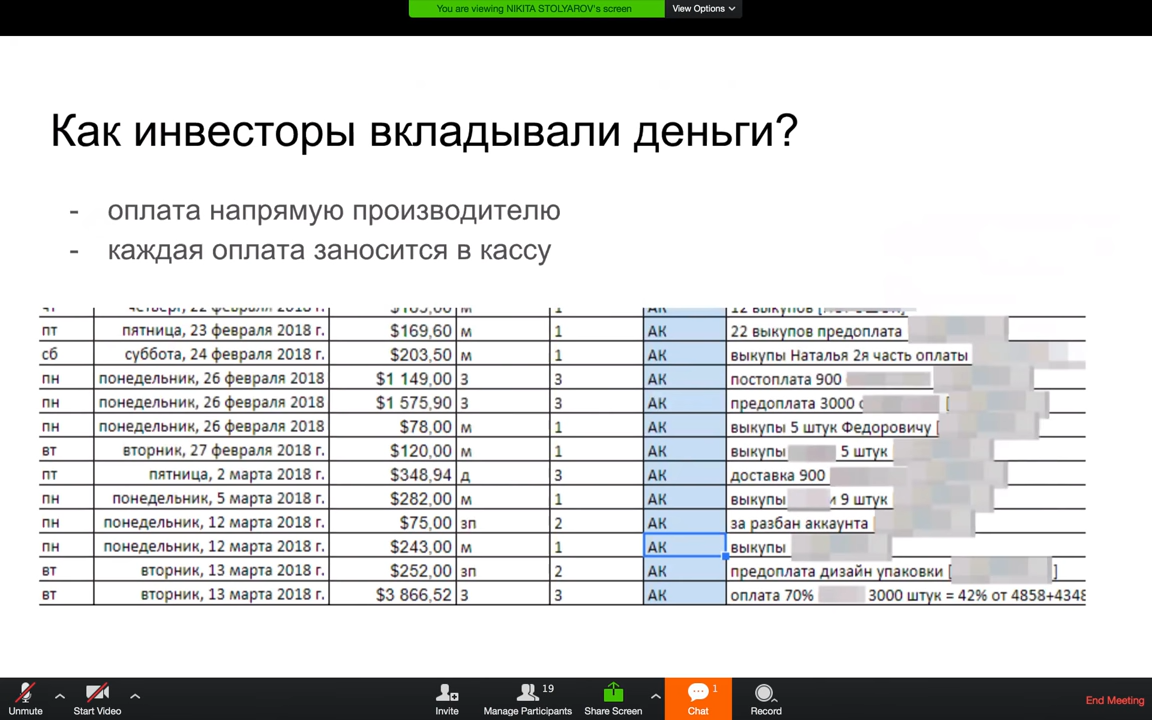 You are viewing NIKITA STOLYAROV's screen View Options
Как инвесторы вкладывали деньги?
- оплата напрямую производителю
- каждая оплата заносится в кассу
пт пятница, 23 февраля 2018 г. $169,60 м 1 АК 22 выкупов предоплата
сб суббота, 24 февраля 2018 г. $203,50 м 1 АК выкупы Наталья 2я часть оплаты
пн понедельник, 26 февраля 2018 $1 149,00 З 3 АК постоплата 900
пн понедельник, 26 февраля 2018 $1 575,90 З 3 АК предоплата 3000 [
пн понедельник, 26 февраля 2018 $78,00 м 1 АК выкупы 5 штук Федоровичу [
вт вторник, 27 февраля 2018 г. $120,00 м 1 АК выкупы 5 штук
пт пятница, 2 марта 2018 г. $348,94 д 3 АК доставка 900
пн понедельник, 5 марта 2018 г. $282,00 м 1 АК выкупы 9 штук
пн понедельник, 12 марта 2018 г. $75,00 зп 2 АК за разбан аккаунта [
пн понедельник, 12 марта 2018 г. $243,00 м 1 АК выкупы
вт вторник, 13 марта 2018 г. $252,00 зп 2 АК предоплата дизайн упаковки [ ]
вт вторник, 13 марта 2018 г. $3 866,52 З 3 АК оплата 70% 3000 штук = 42% от 4858+4348
Unmute Start Video Invite Manage Participants 19 Share Screen Chat 1 Record End Meeting